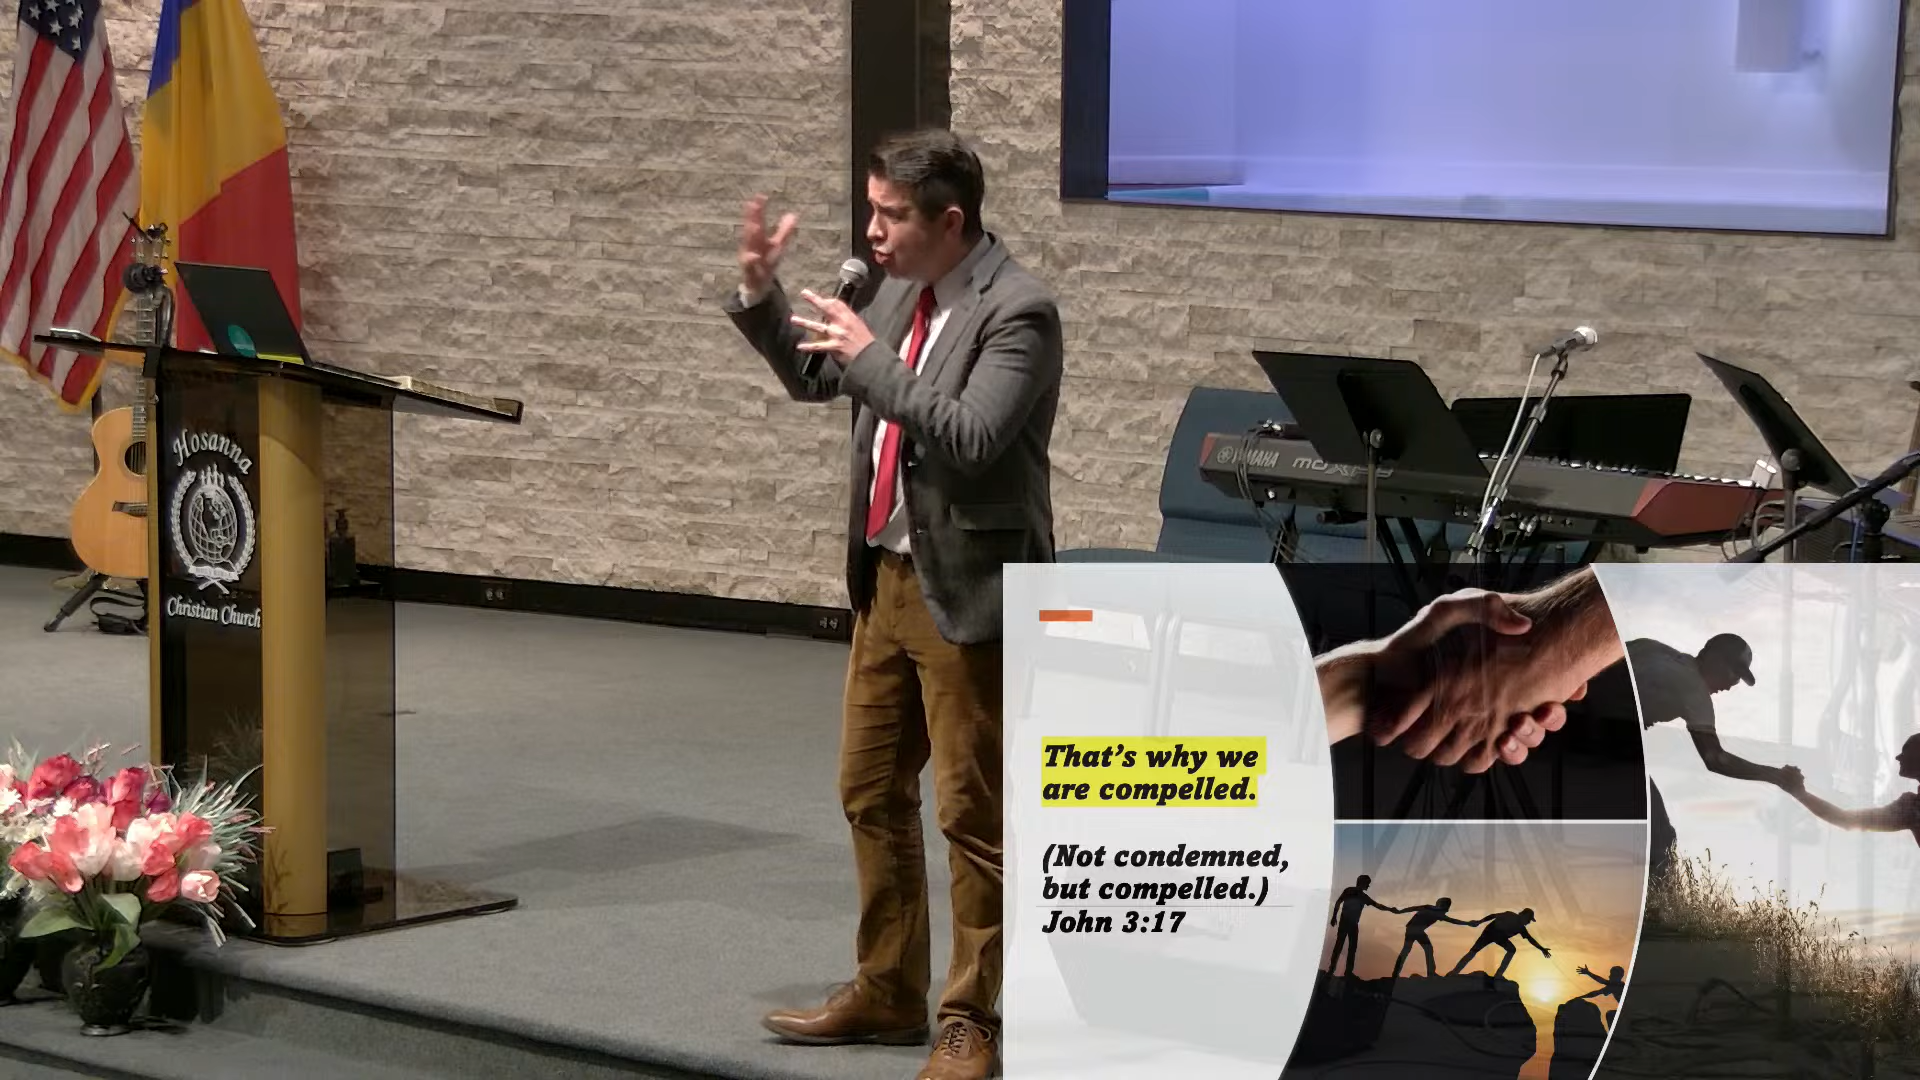 Hosanna
Christian Church
YAMAHA
That's why we
are compelled.
(Not condemned,
but compelled.)
John 3:17